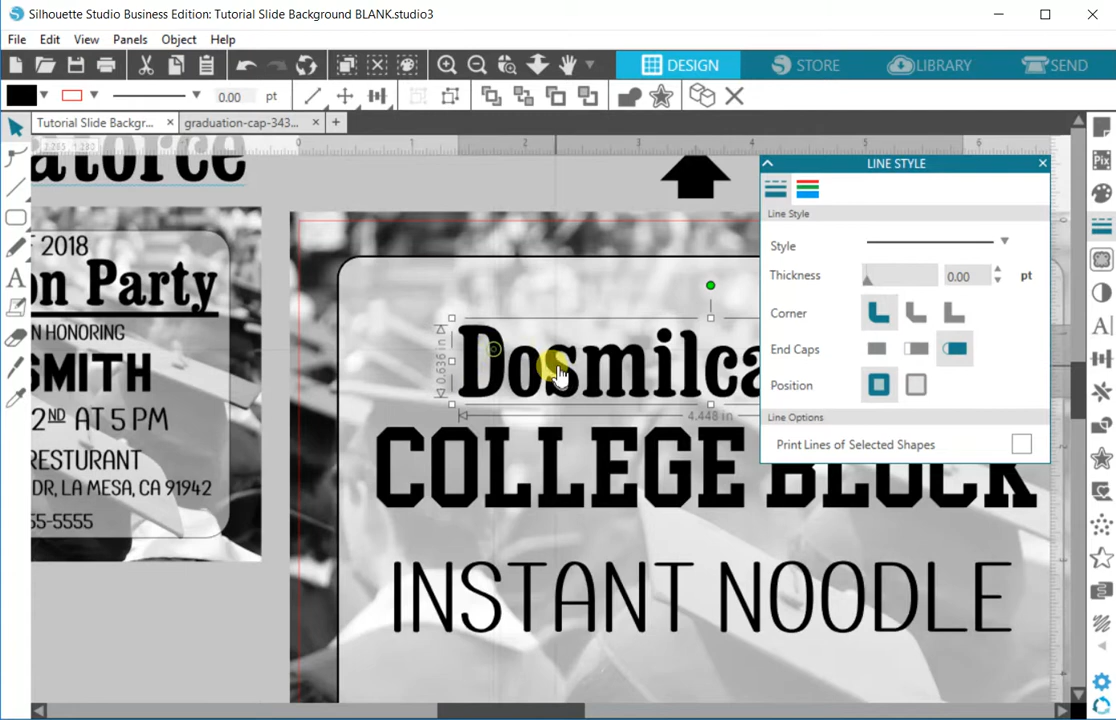 Silhouette Studio Business Edition: Tutorial Slide Background BLANK.studio3
File Edit View Panels Object Help
DESIGN STORE LIBRARY SEND
0.00 pt
Tutorial Slide Backgr... graduation-cap-343...
atorce
LINE STYLE
Line Style
Style
Thickness 0.00 pt
Corner
End Caps
Position
Line Options
Print Lines of Selected Shapes
2018
on Party
N HONORING
SMITH
2ND AT 5 PM
RESTURANT
DR, LA MESA, CA 91942
55-5555
0.636 in
Dosmilca
4.448 in
COLLEGE BLOCK
INSTANT NOODLE